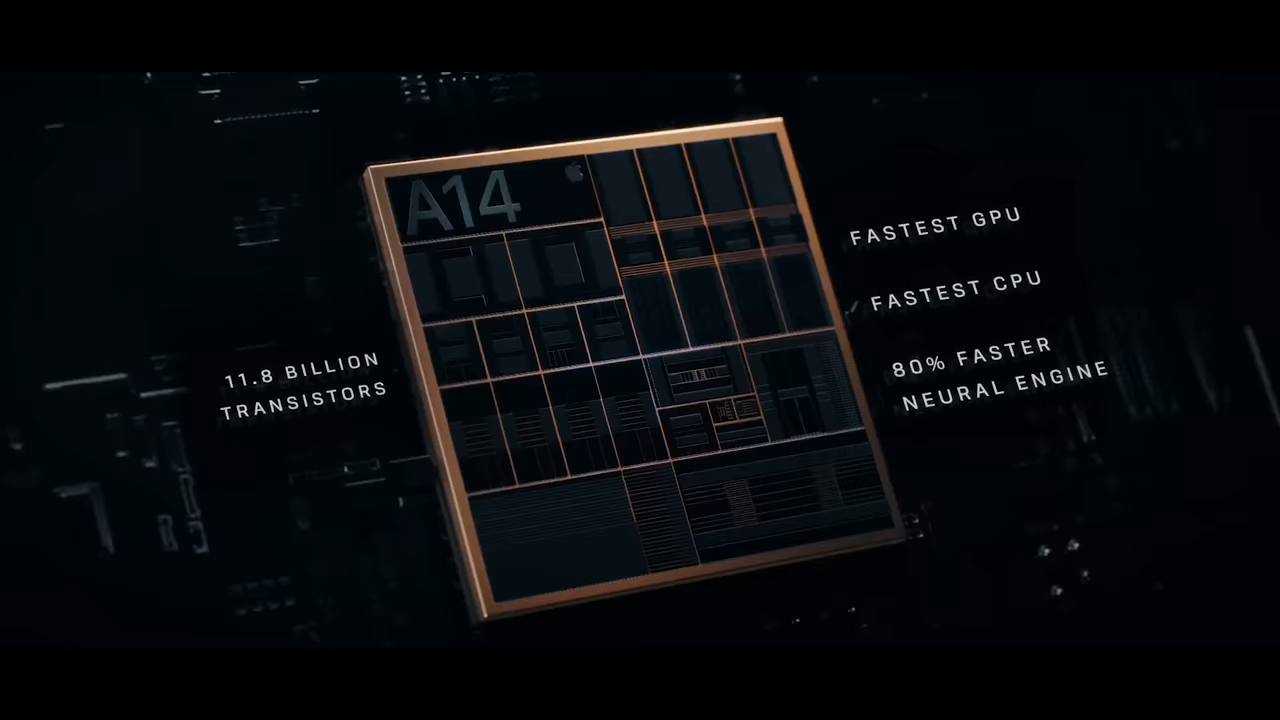 A14
11.8 BILLION
TRANSISTORS
FASTEST GPU
FASTEST CPU
80% FASTER
NEURAL ENGINE